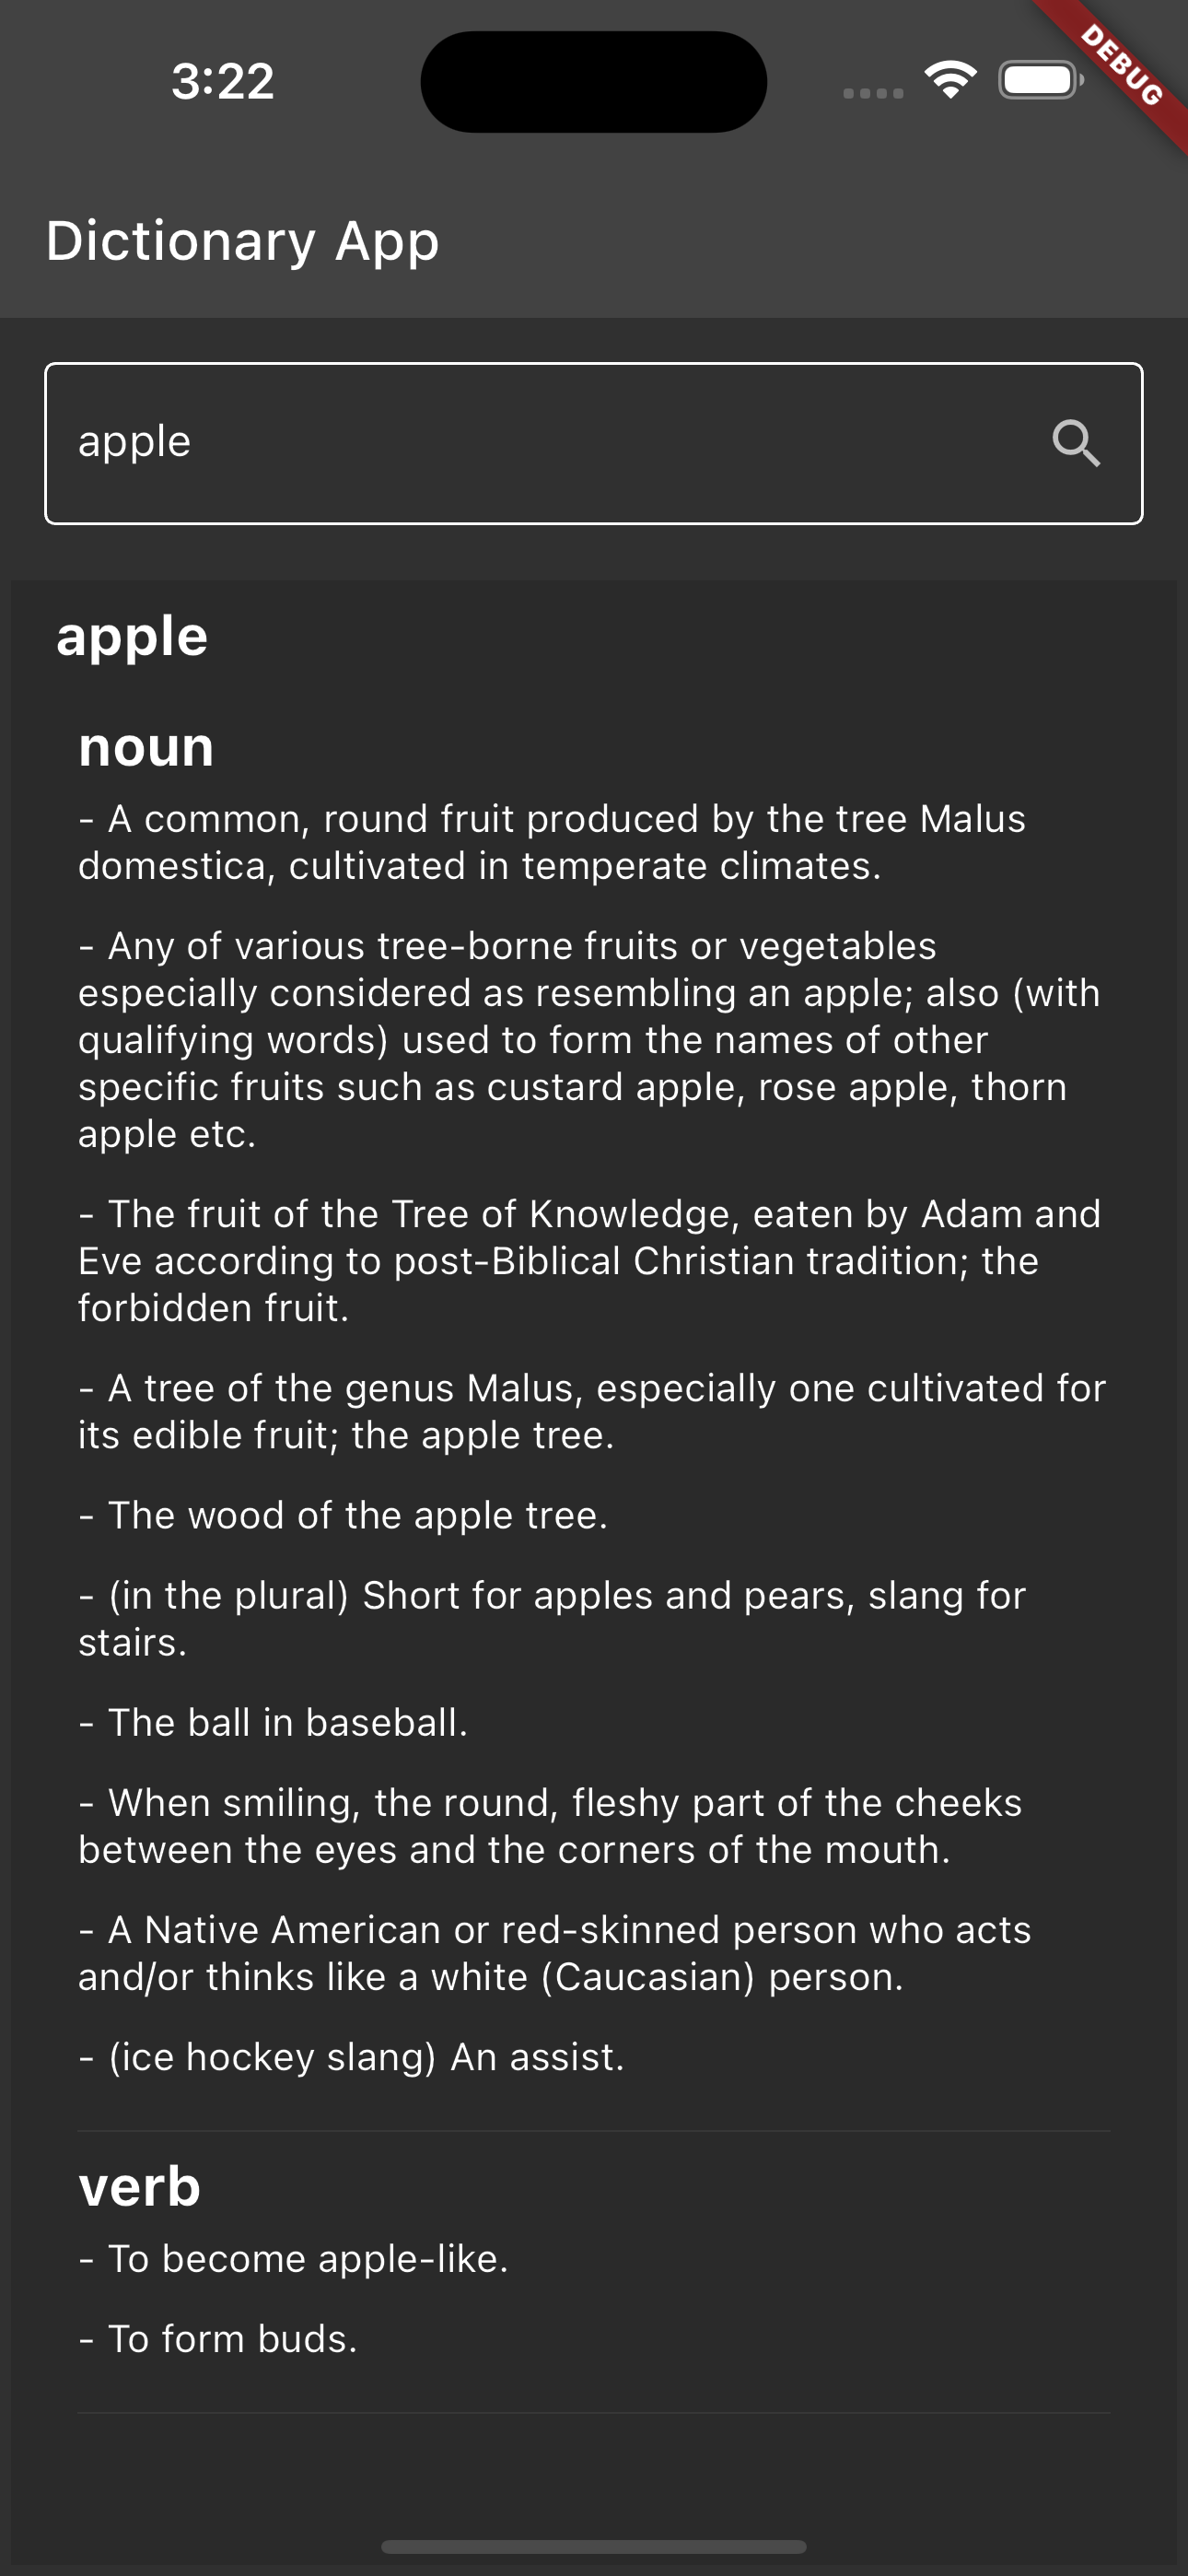 3:22
DEBUG
Dictionary App
apple
apple
noun
- A common, round fruit produced by the tree Malus
domestica, cultivated in temperate climates.
- Any of various tree-borne fruits or vegetables
especially considered as resembling an apple; also (with
qualifying words) used to form the names of other
specific fruits such as custard apple, rose apple, thorn
apple etc.
- The fruit of the Tree of Knowledge, eaten by Adam and
Eve according to post-Biblical Christian tradition; the
forbidden fruit.
- A tree of the genus Malus, especially one cultivated for
its edible fruit; the apple tree.
- The wood of the apple tree.
- (in the plural) Short for apples and pears, slang for
stairs.
- The ball in baseball.
- When smiling, the round, fleshy part of the cheeks
between the eyes and the corners of the mouth.
- A Native American or red-skinned person who acts
and/or thinks like a white (Caucasian) person.
- (ice hockey slang) An assist.
verb
- To become apple-like.
- To form buds.